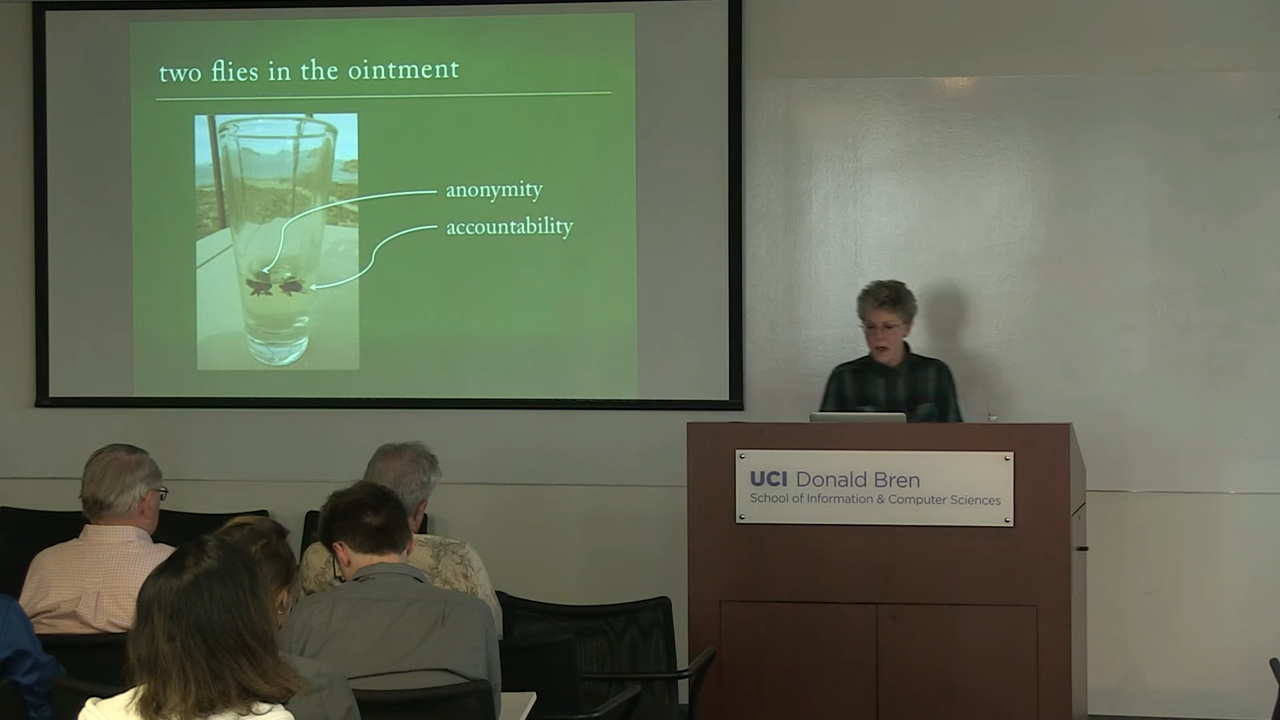 two flies in the ointment
anonymity
accountability
UCI Donald Bren
School of Information & Computer Sciences